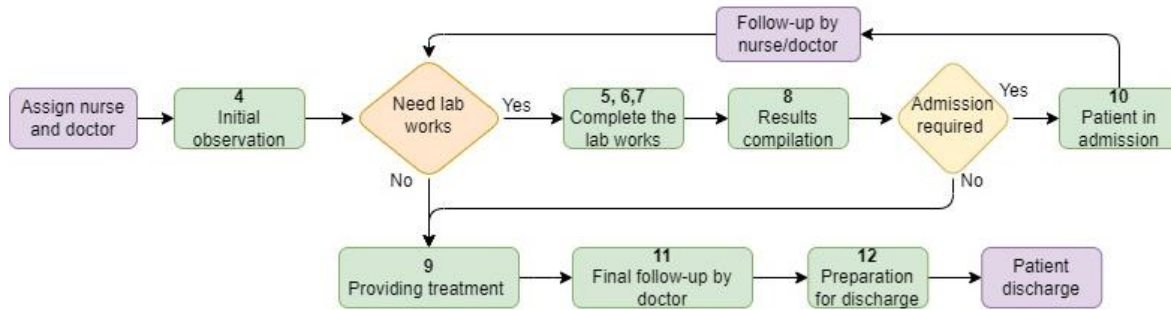 Follow-up by
nurse/doctor
Assign nurse
and doctor
4
Initial
observation
Need lab
works
Yes
5, 6,7
Complete the
lab works
8
Results
compilation
Admission
required
Yes
10
Patient in
admission
No
No
9
Providing treatment
11
Final follow-up by
doctor
12
Preparation
for discharge
Patient
discharge